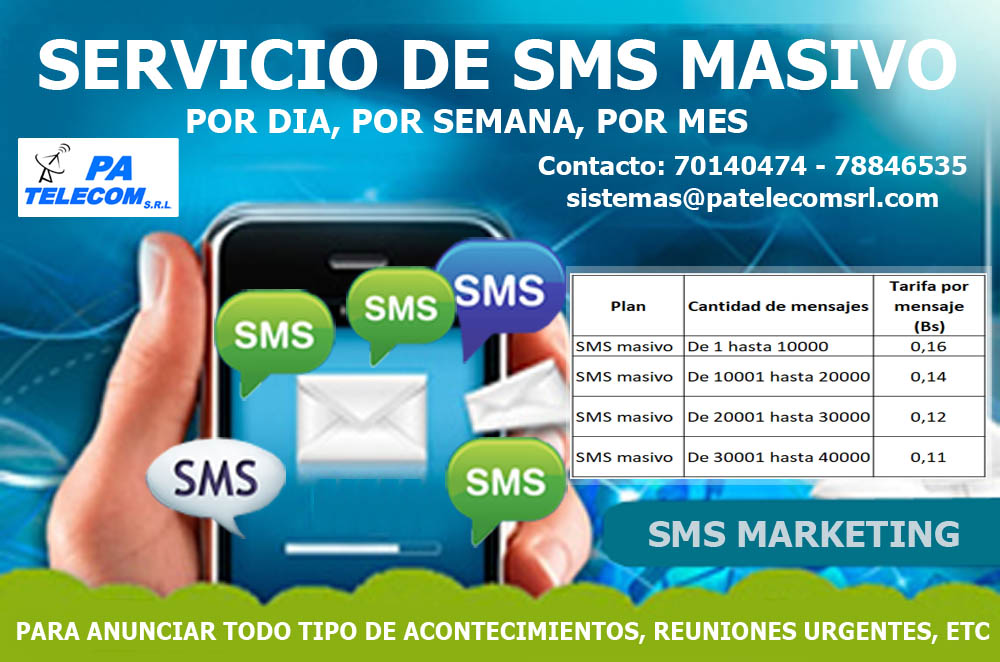 SERVICIO DE SMS MASIVO
POR DIA, POR SEMANA, POR MES
PA
TELECOM S.R.L.
Contacto: 70140474 - 78846535
sistemas@patelecomsrl.com
SMS
SMS
SMS
SMS
SMS
Plan Cantidad de mensajes Tarifa por mensaje (Bs)
SMS masivo De 1 hasta 10000 0,16
SMS masivo De 10001 hasta 20000 0,14
SMS masivo De 20001 hasta 30000 0,12
SMS masivo De 30001 hasta 40000 0,11
SMS MARKETING
PARA ANUNCIAR TODO TIPO DE ACONTECIMIENTOS, REUNIONES URGENTES, ETC